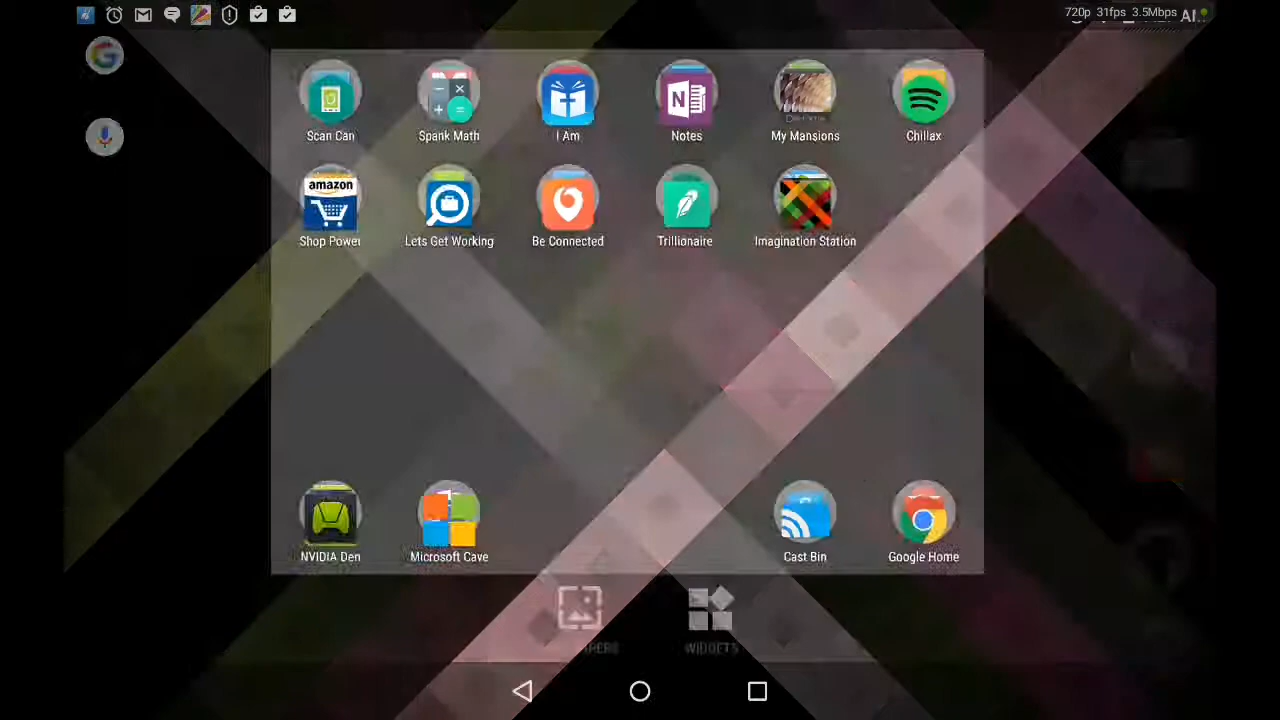 720p 31fps 3.5Mbps
Scan Can
Spank Math
I Am
Notes
My Mansions
Chillax
amazon
Shop Power
Lets Get Working
Be Connected
Trillionaire
Imagination Station
NVIDIA Den
Microsoft Cave
Cast Bin
Google Home
WIDGETS